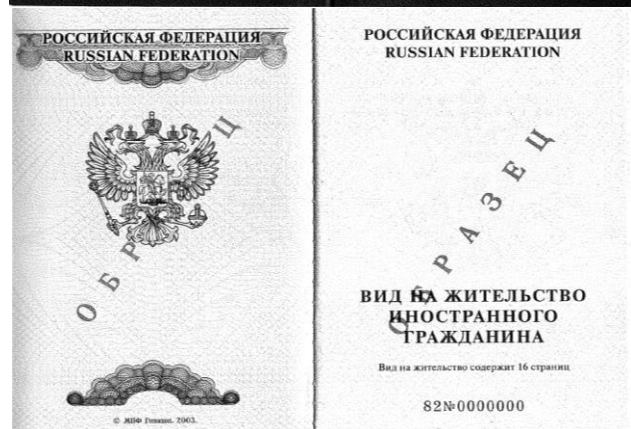 РОССИЙСКАЯ ФЕДЕРАЦИЯ
RUSSIAN FEDERATION
ОБРАЗЕЦ
© МПФ Гознака. 2003.
РОССИЙСКАЯ ФЕДЕРАЦИЯ
RUSSIAN FEDERATION
ОБРАЗЕЦ
ВИД НА ЖИТЕЛЬСТВО
ИНОСТРАННОГО
ГРАЖДАНИНА
Вид на жительство содержит 16 страниц
82№0000000